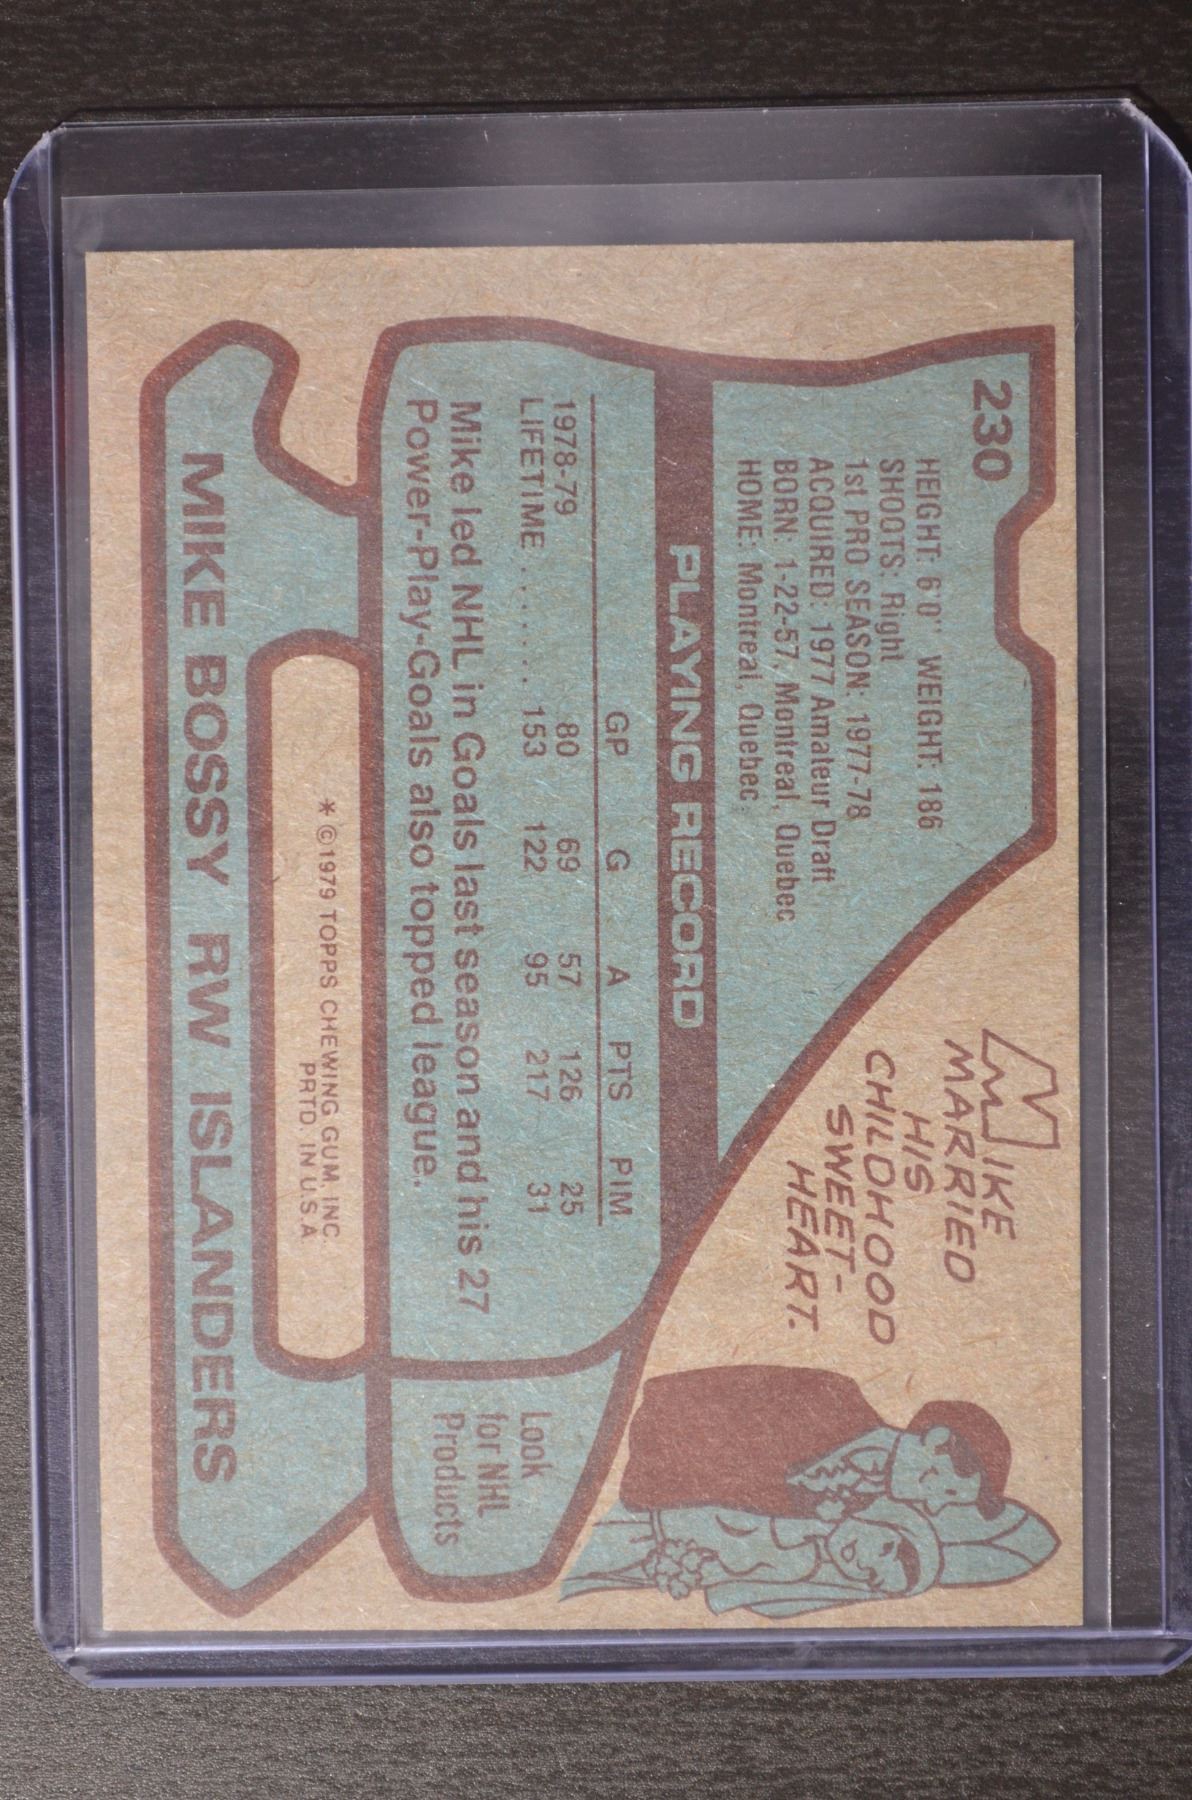 230
HEIGHT: 6'0" WEIGHT: 186
SHOOTS: Right
1st PRO SEASON: 1977-78
ACQUIRED: 1977 Amateur Draft
BORN: 1-22-57, Montreal, Quebec
HOME: Montreal, Quebec
MIKE
MARRIED
HIS
CHILDHOOD
SWEET-
HEART.
PLAYING RECORD
GP G A PTS PIM
1978-79 80 69 57 126 25
LIFETIME....... 153 122 95 217 31
Mike led NHL in Goals last season and his 27
Power-Play-Goals also topped league.
Look
for NHL
Products
* ©1979 TOPPS CHEWING GUM, INC.
PRTD. IN U.S.A
MIKE BOSSY RW ISLANDERS